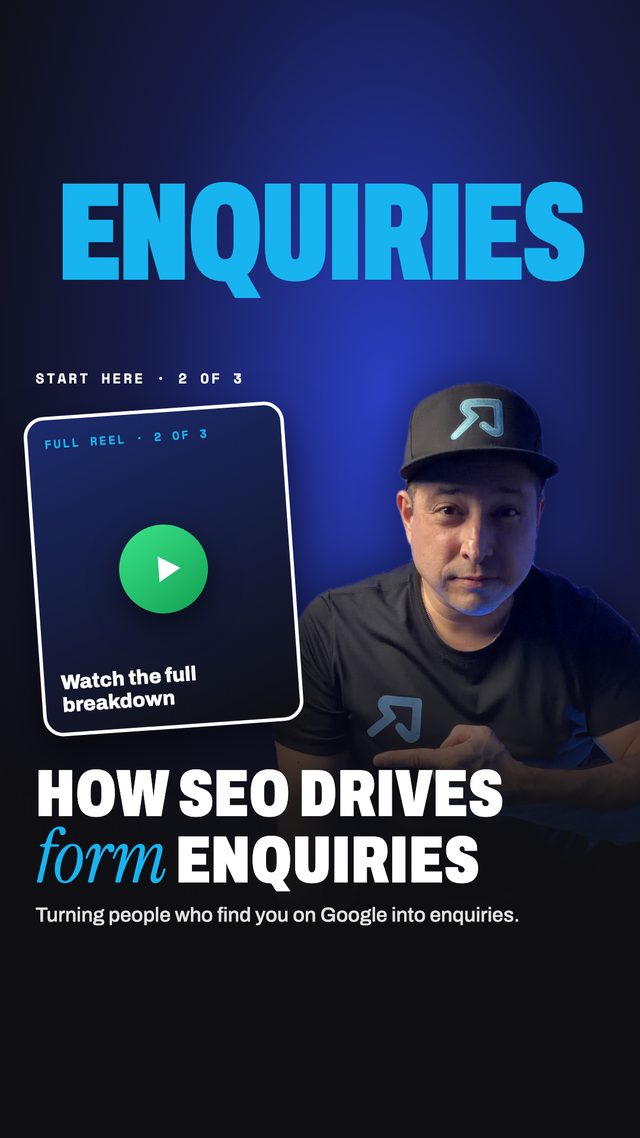 ENQUIRIES
START HERE · 2 OF 3
FULL REEL · 2 OF 3
Watch the full
breakdown
HOW SEO DRIVES
form ENQUIRIES
Turning people who find you on Google into enquiries.